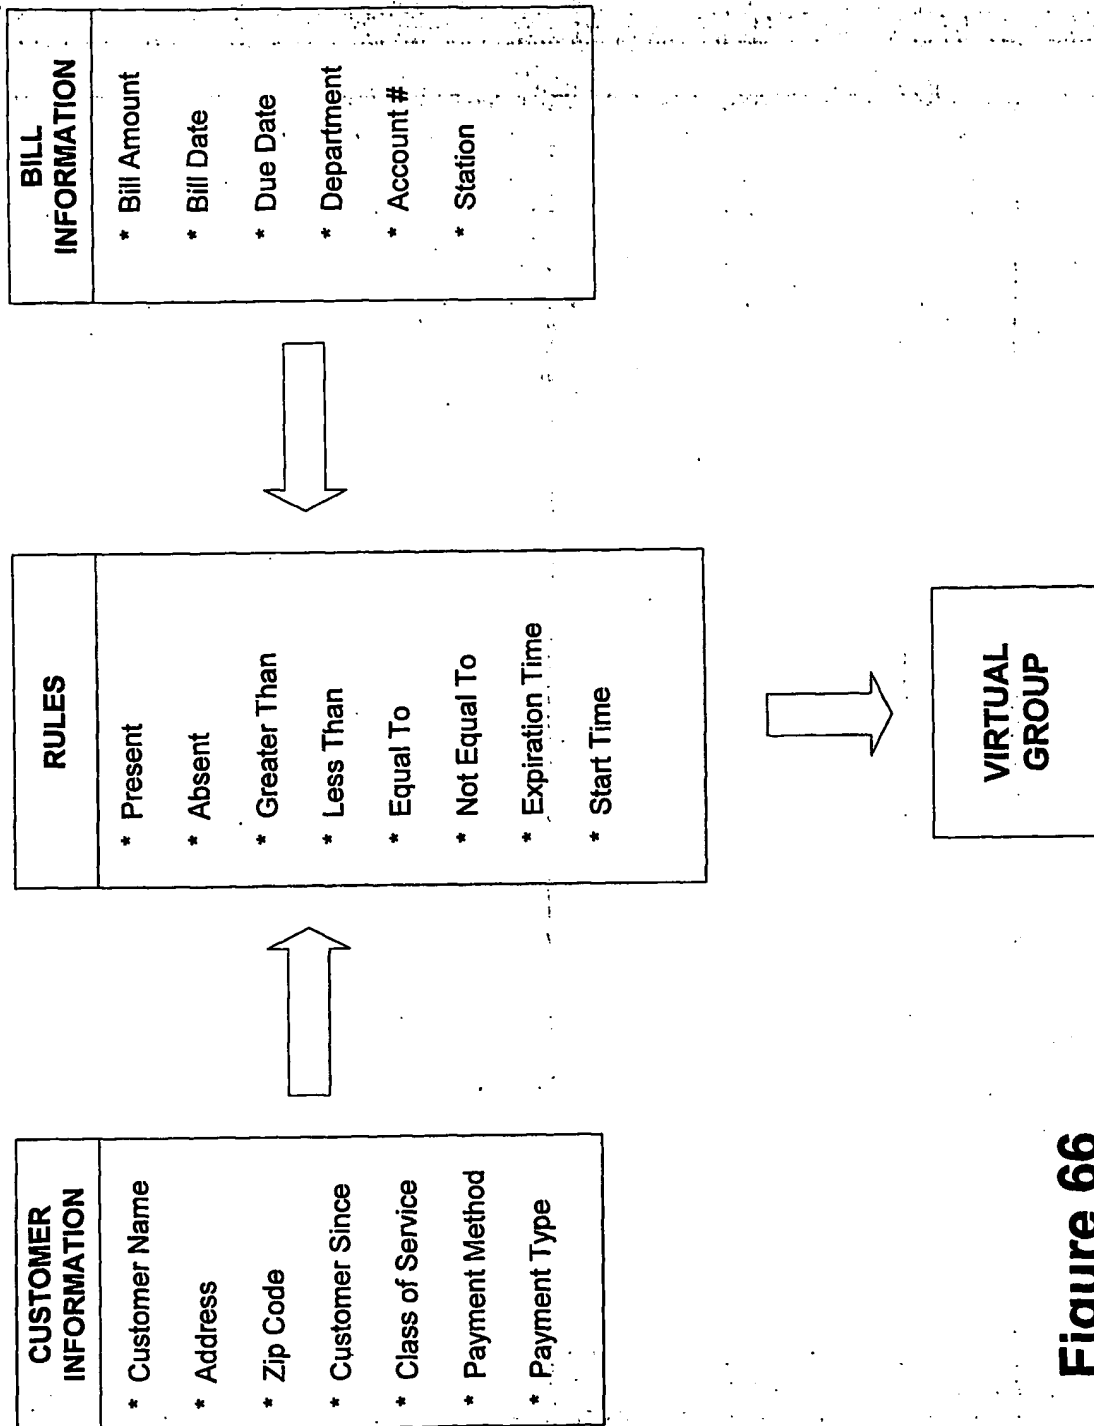 CUSTOMER
INFORMATION
* Customer Name
* Address
* Zip Code
* Customer Since
* Class of Service
* Payment Method
* Payment Type
RULES
* Present
* Absent
* Greater Than
* Less Than
* Equal To
* Not Equal To
* Expiration Time
* Start Time
BILL
INFORMATION
* Bill Amount
* Bill Date
* Due Date
* Department
* Account #
* Station
VIRTUAL
GROUP
Figure 66